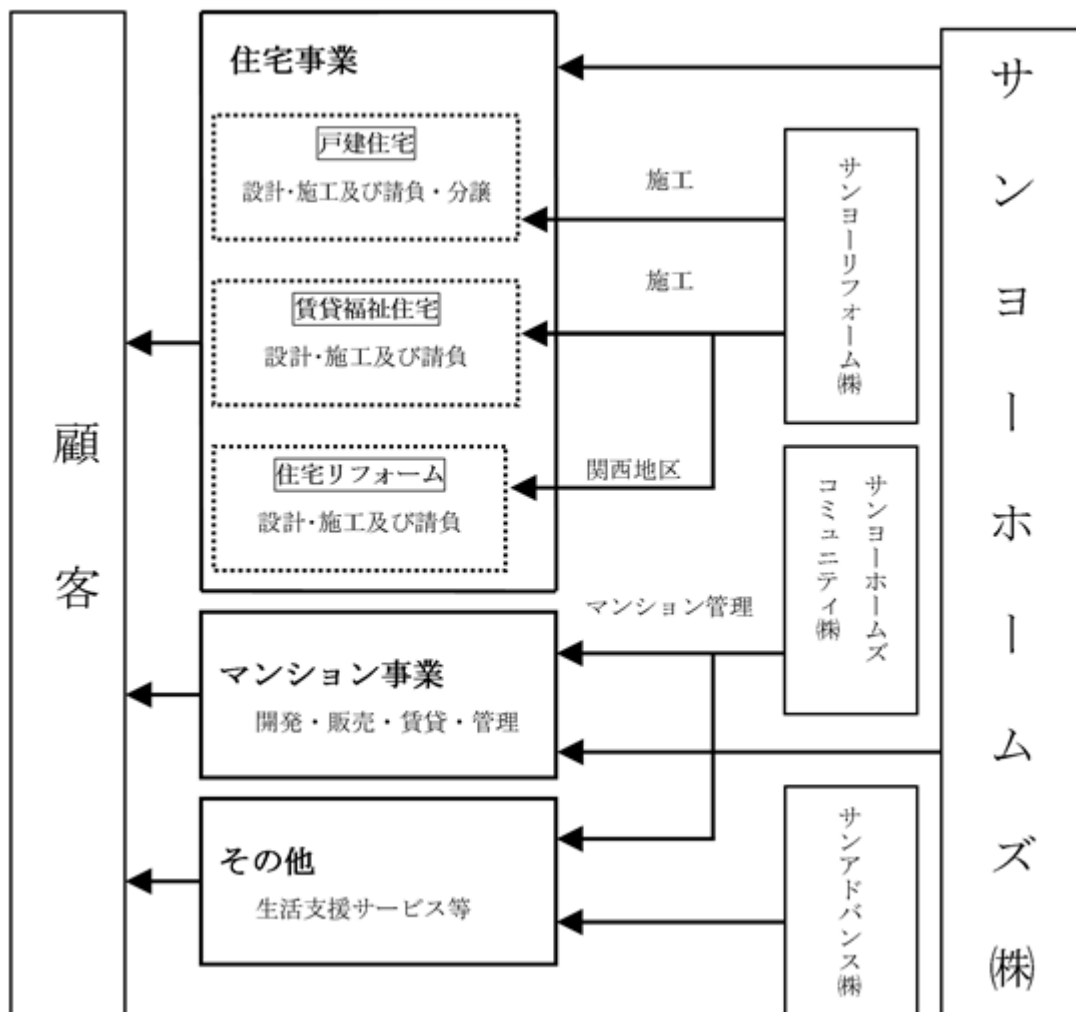 顧客
住宅事業
戸建住宅
設計・施工及び請負・分譲
賃貸福祉住宅
設計・施工及び請負
住宅リフォーム
設計・施工及び請負
マンション事業
開発・販売・賃貸・管理
その他
生活支援サービス等
施工
施工
関西地区
マンション管理
サンヨーリフォーム㈱
サンヨーホームズ
コミュニティ㈱
サンアドバンス㈱
サンヨーホームズ㈱